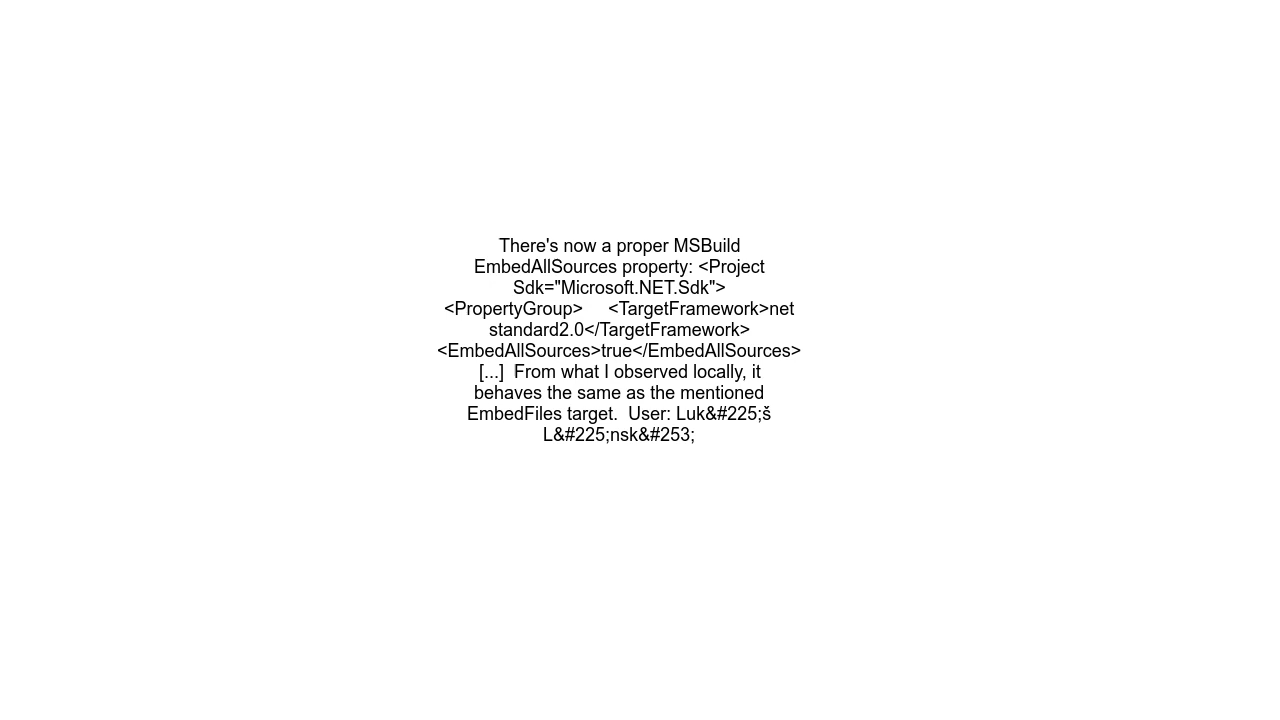 There's now a proper MSBuild
EmbedAllSources property: <Project
Sdk="Microsoft.NET.Sdk">
<PropertyGroup>     <TargetFramework>net
standard2.0</TargetFramework>
<EmbedAllSources>true</EmbedAllSources>
[...]  From what I observed locally, it
behaves the same as the mentioned
EmbedFiles target.  User: Luk&#225;š
L&#225;nsk&#253;